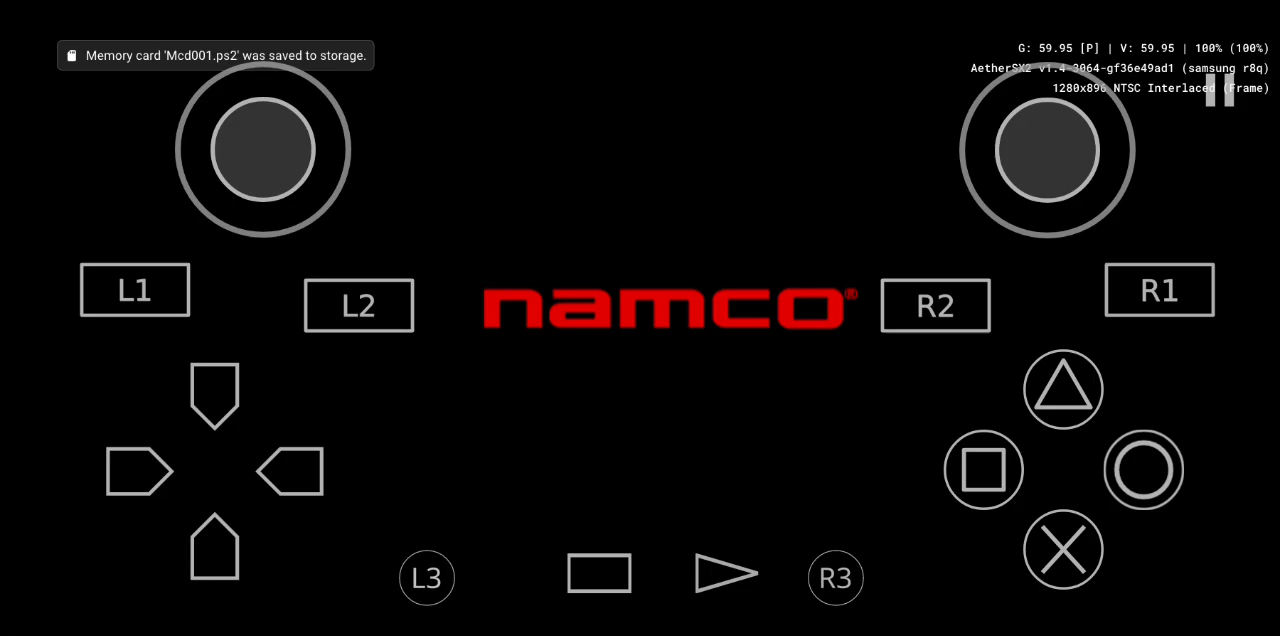 Memory card 'Mcd001.ps2' was saved to storage.
G: 59.95 [P] | V: 59.95 | 100% (100%)
AetherSX2 v1.4-3064-gf36e49ad1 (samsung r8q)
1280x896 NTSC Interlaced (Frame)
L1
L2
namco®
R2
R1
L3
R3